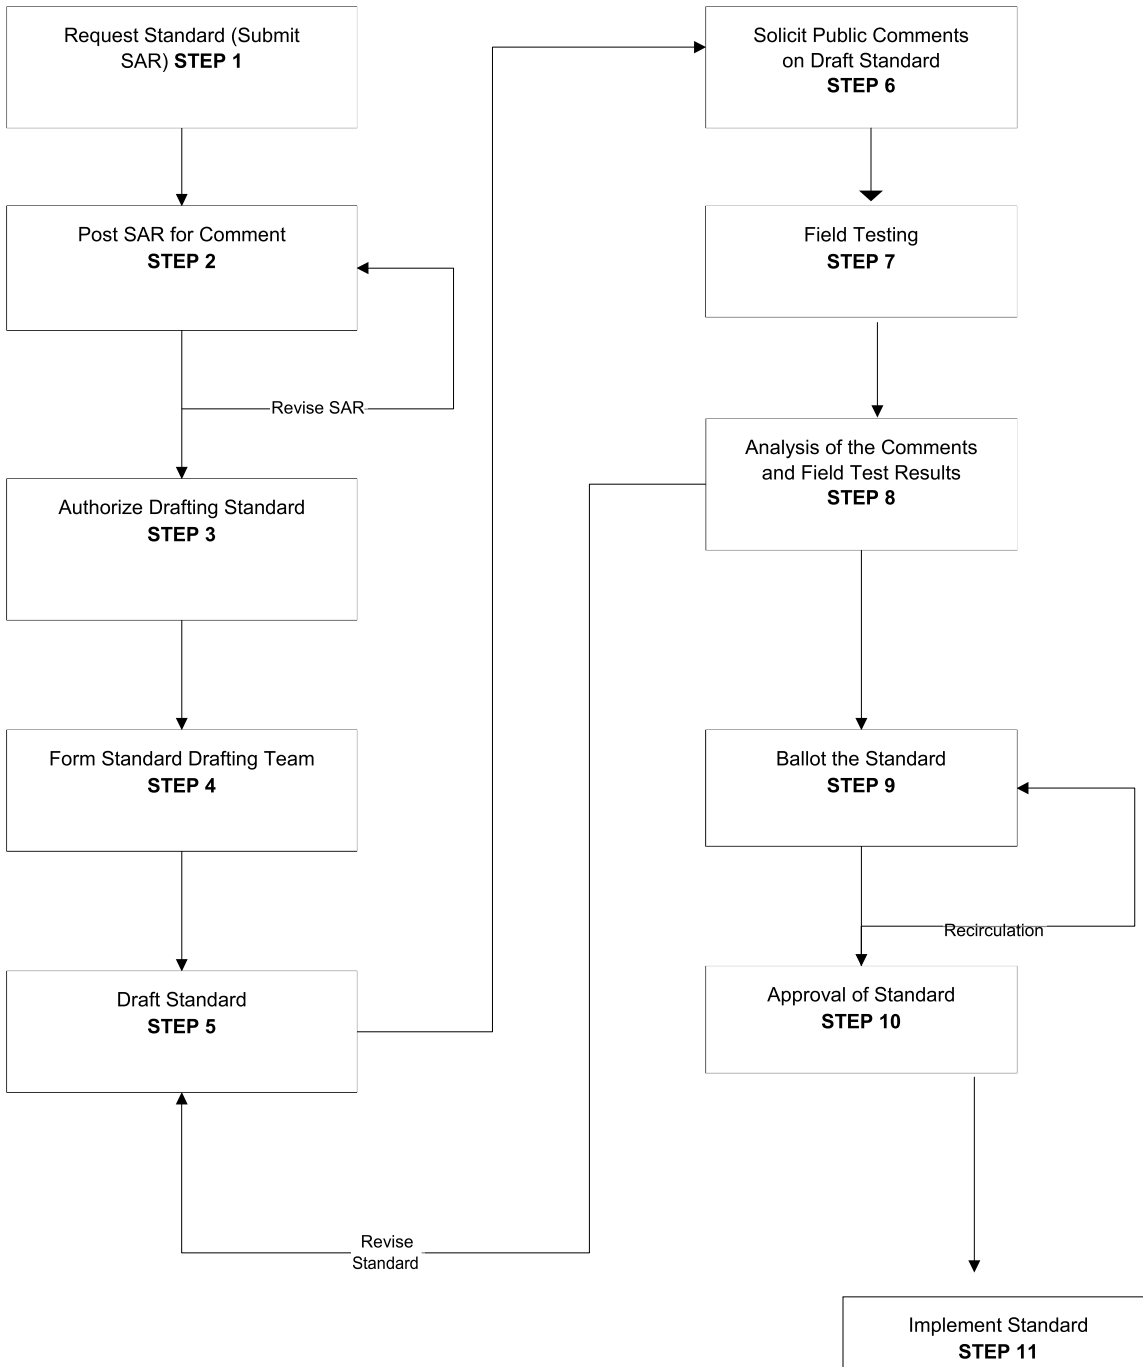 Request Standard (Submit
SAR) STEP 1
Post SAR for Comment
STEP 2
Revise SAR
Authorize Drafting Standard
STEP 3
Form Standard Drafting Team
STEP 4
Draft Standard
STEP 5
Revise
Standard
Solicit Public Comments
on Draft Standard
STEP 6
Field Testing
STEP 7
Analysis of the Comments
and Field Test Results
STEP 8
Ballot the Standard
STEP 9
Recirculation
Approval of Standard
STEP 10
Implement Standard
STEP 11